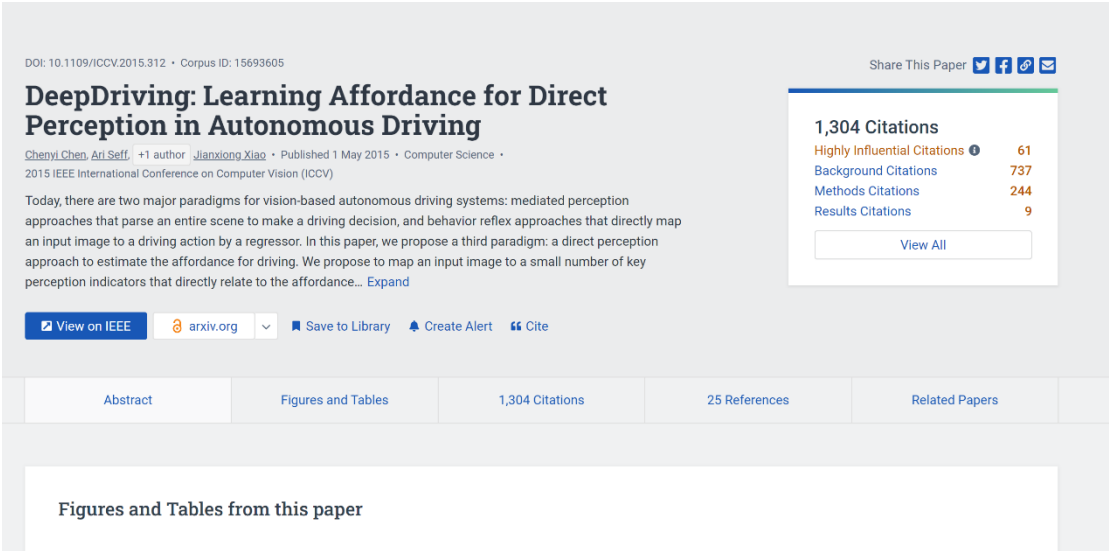 DOI: 10.1109/ICCV.2015.312 • Corpus ID: 15693605
DeepDriving: Learning Affordance for Direct
Perception in Autonomous Driving
Chenyi Chen, Ari Seff, +1 author Jianxiong Xiao • Published 1 May 2015 • Computer Science •
2015 IEEE International Conference on Computer Vision (ICCV)
Today, there are two major paradigms for vision-based autonomous driving systems: mediated perception
approaches that parse an entire scene to make a driving decision, and behavior reflex approaches that directly map
an input image to a driving action by a regressor. In this paper, we propose a third paradigm: a direct perception
approach to estimate the affordance for driving. We propose to map an input image to a small number of key
perception indicators that directly relate to the affordance… Expand
View on IEEE
arxiv.org
Save to Library
Create Alert
Cite
Share This Paper
1,304 Citations
Highly Influential Citations 61
Background Citations 737
Methods Citations 244
Results Citations 9
View All
Abstract
Figures and Tables
1,304 Citations
25 References
Related Papers
Figures and Tables from this paper